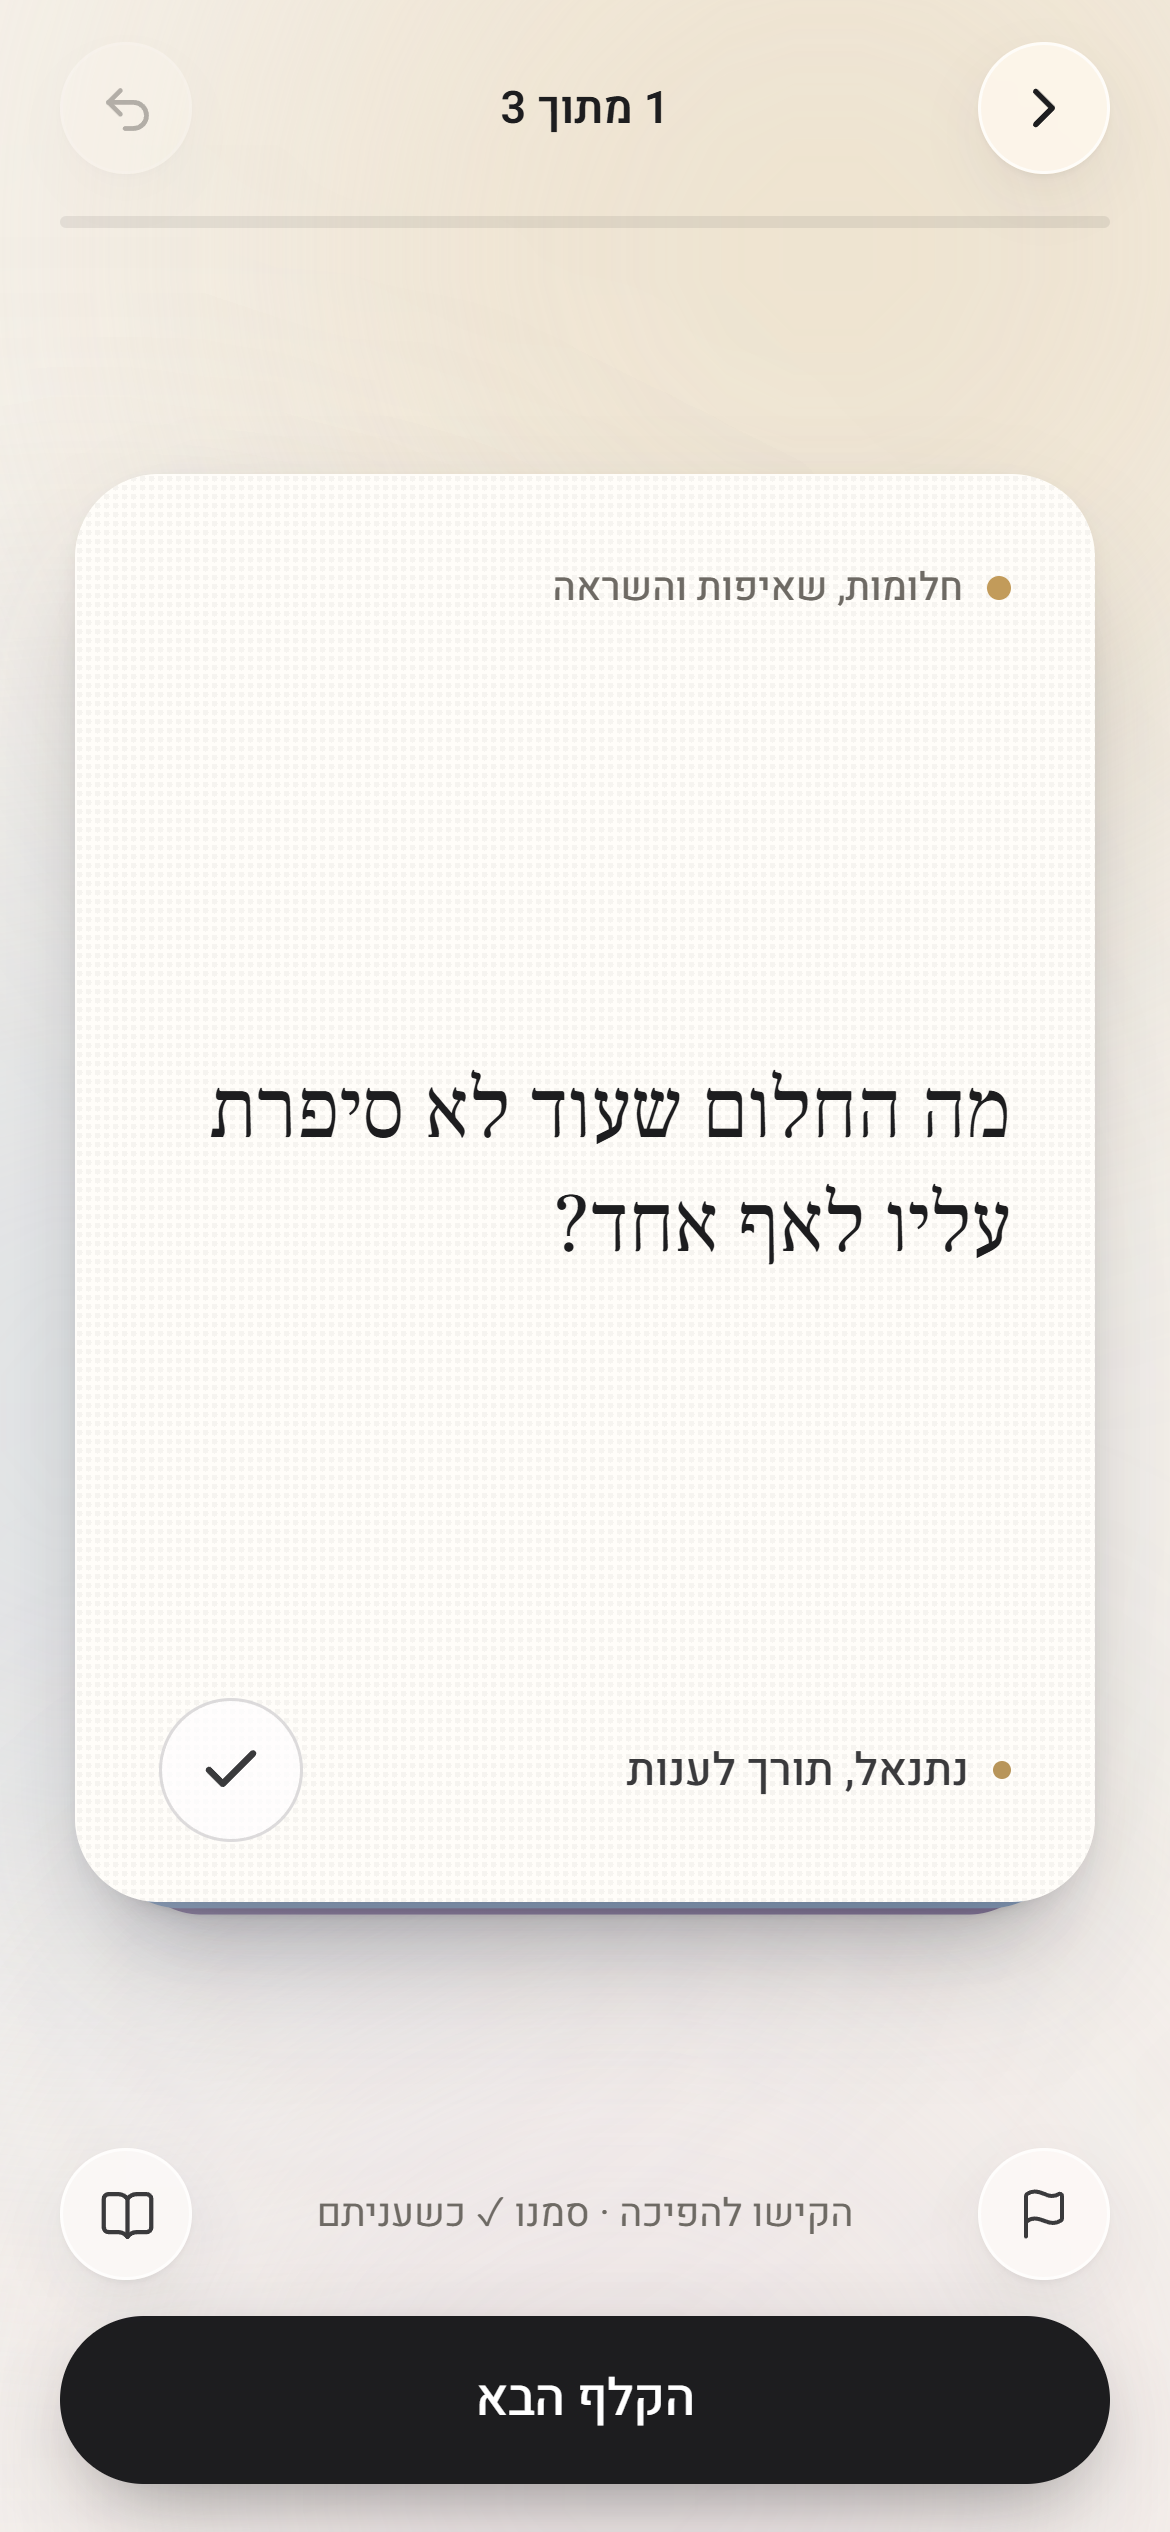 1 מתוך 3
חלומות, שאיפות והשראה
מה החלום שעוד לא סיפרת
עליו לאף אחד?
נתנאל, תורך לענות
הקישו להפיכה · סמנו ✓ כשעניתם
הקלף הבא